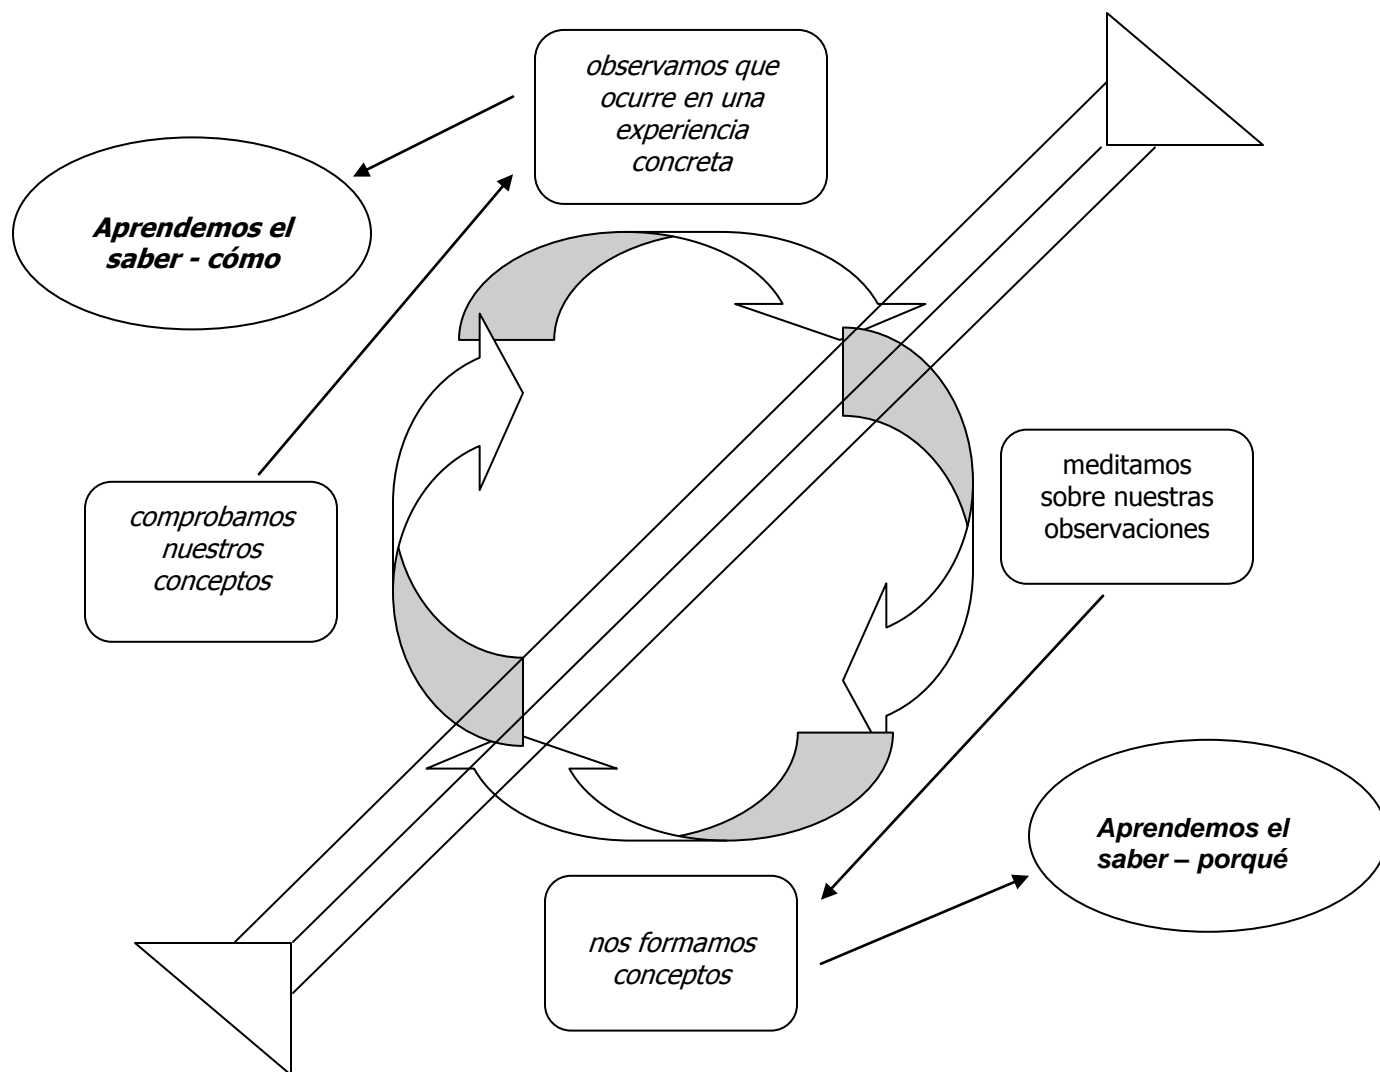 observamos que
ocurre en una
experiencia
concreta
Aprendemos el
saber - cómo
meditamos
sobre nuestras
observaciones
comprobamos
nuestros
conceptos
Aprendemos el
saber – porqué
nos formamos
conceptos